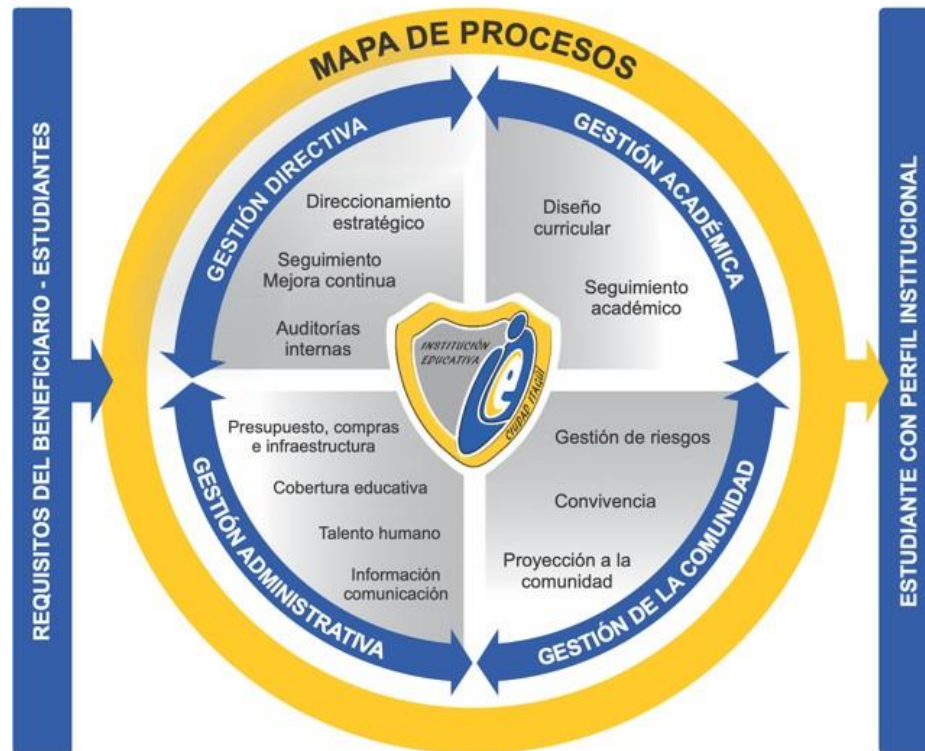 MAPA DE PROCESOS
REQUISITOS DEL BENEFICIARIO - ESTUDIANTES
GESTIÓN DIRECTIVA
Direccionamiento
estratégico
Seguimiento
Mejora continua
Auditorías
internas
GESTIÓN ACADÉMICA
Diseño
curricular
Seguimiento
académico
INSTITUCIÓN
EDUCATIVA
ie
CIUDAD ITAGÜÍ
GESTIÓN ADMINISTRATIVA
Presupuesto, compras
e infraestructura
Cobertura educativa
Talento humano
Información
comunicación
GESTIÓN DE LA COMUNIDAD
Gestión de riesgos
Convivencia
Proyección a la
comunidad
ESTUDIANTE CON PERFIL INSTITUCIONAL